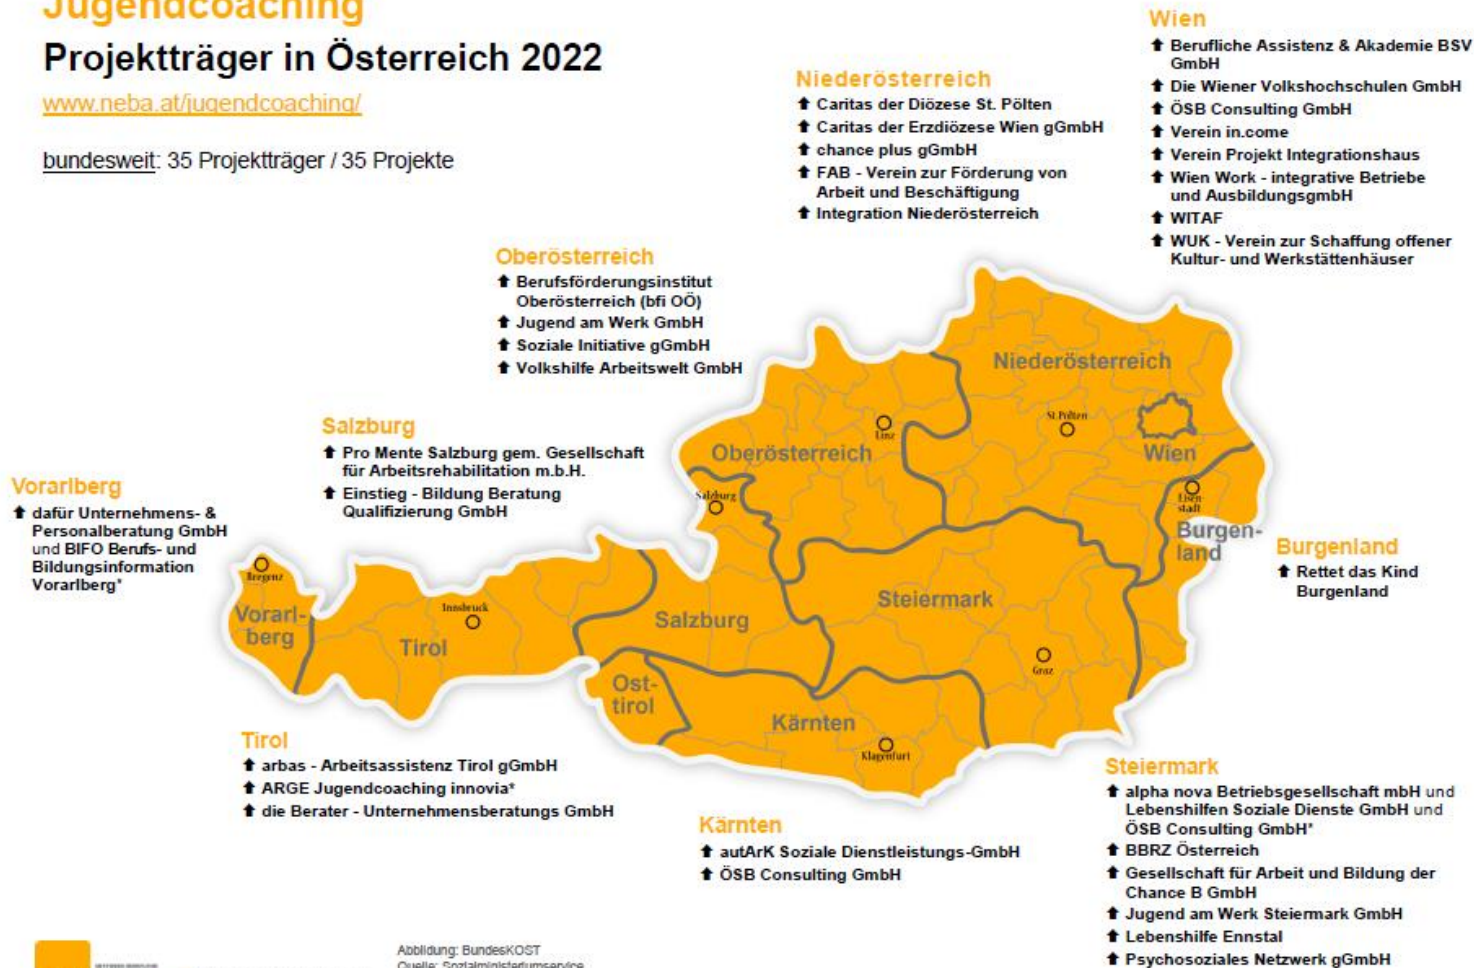 Jugendcoaching
Projektträger in Österreich 2022
www.neba.at/jugendcoaching/
bundesweit: 35 Projektträger / 35 Projekte
Wien
Berufliche Assistenz & Akademie BSV
GmbH
Die Wiener Volkshochschulen GmbH
ÖSB Consulting GmbH
Verein in.come
Verein Projekt Integrationshaus
Wien Work - integrative Betriebe
und AusbildungsgmbH
WITAF
WUK - Verein zur Schaffung offener
Kultur- und Werkstättenhäuser
Niederösterreich
Caritas der Diözese St. Pölten
Caritas der Erzdiözese Wien gGmbH
chance plus gGmbH
FAB - Verein zur Förderung von
Arbeit und Beschäftigung
Integration Niederösterreich
Oberösterreich
Berufsförderungsinstitut
Oberösterreich (bfi OÖ)
Jugend am Werk GmbH
Soziale Initiative gGmbH
Volkshilfe Arbeitswelt GmbH
Salzburg
Pro Mente Salzburg gem. Gesellschaft
für Arbeitsrehabilitation m.b.H.
Einstieg - Bildung Beratung
Qualifizierung GmbH
Vorarlberg
dafür Unternehmens- &
Personalberatung GmbH
und BIFO Berufs- und
Bildungsinformation
Vorarlberg*
Niederösterreich
St.Pölten
Linz
Oberösterreich
Wien
Salzburg
Eisen-
stadt
Burgen-
land
Burgenland
Rettet das Kind
Burgenland
Bregenz
Vorarl-
berg
Innsbruck
Tirol
Salzburg
Steiermark
Graz
Ost-
tirol
Kärnten
Klagenfurt
Tirol
arbas - Arbeitsassistenz Tirol gGmbH
ARGE Jugendcoaching innovia*
die Berater - Unternehmensberatungs GmbH
Kärnten
autArK Soziale Dienstleistungs-GmbH
ÖSB Consulting GmbH
Steiermark
alpha nova Betriebsgesellschaft mbH und
Lebenshilfen Soziale Dienste GmbH und
ÖSB Consulting GmbH*
BBRZ Österreich
Gesellschaft für Arbeit und Bildung der
Chance B GmbH
Jugend am Werk Steiermark GmbH
Lebenshilfe Ennstal
Psychosoziales Netzwerk gGmbH
Abbildung: BundesKOST
Quelle: Sozialministeriumservice